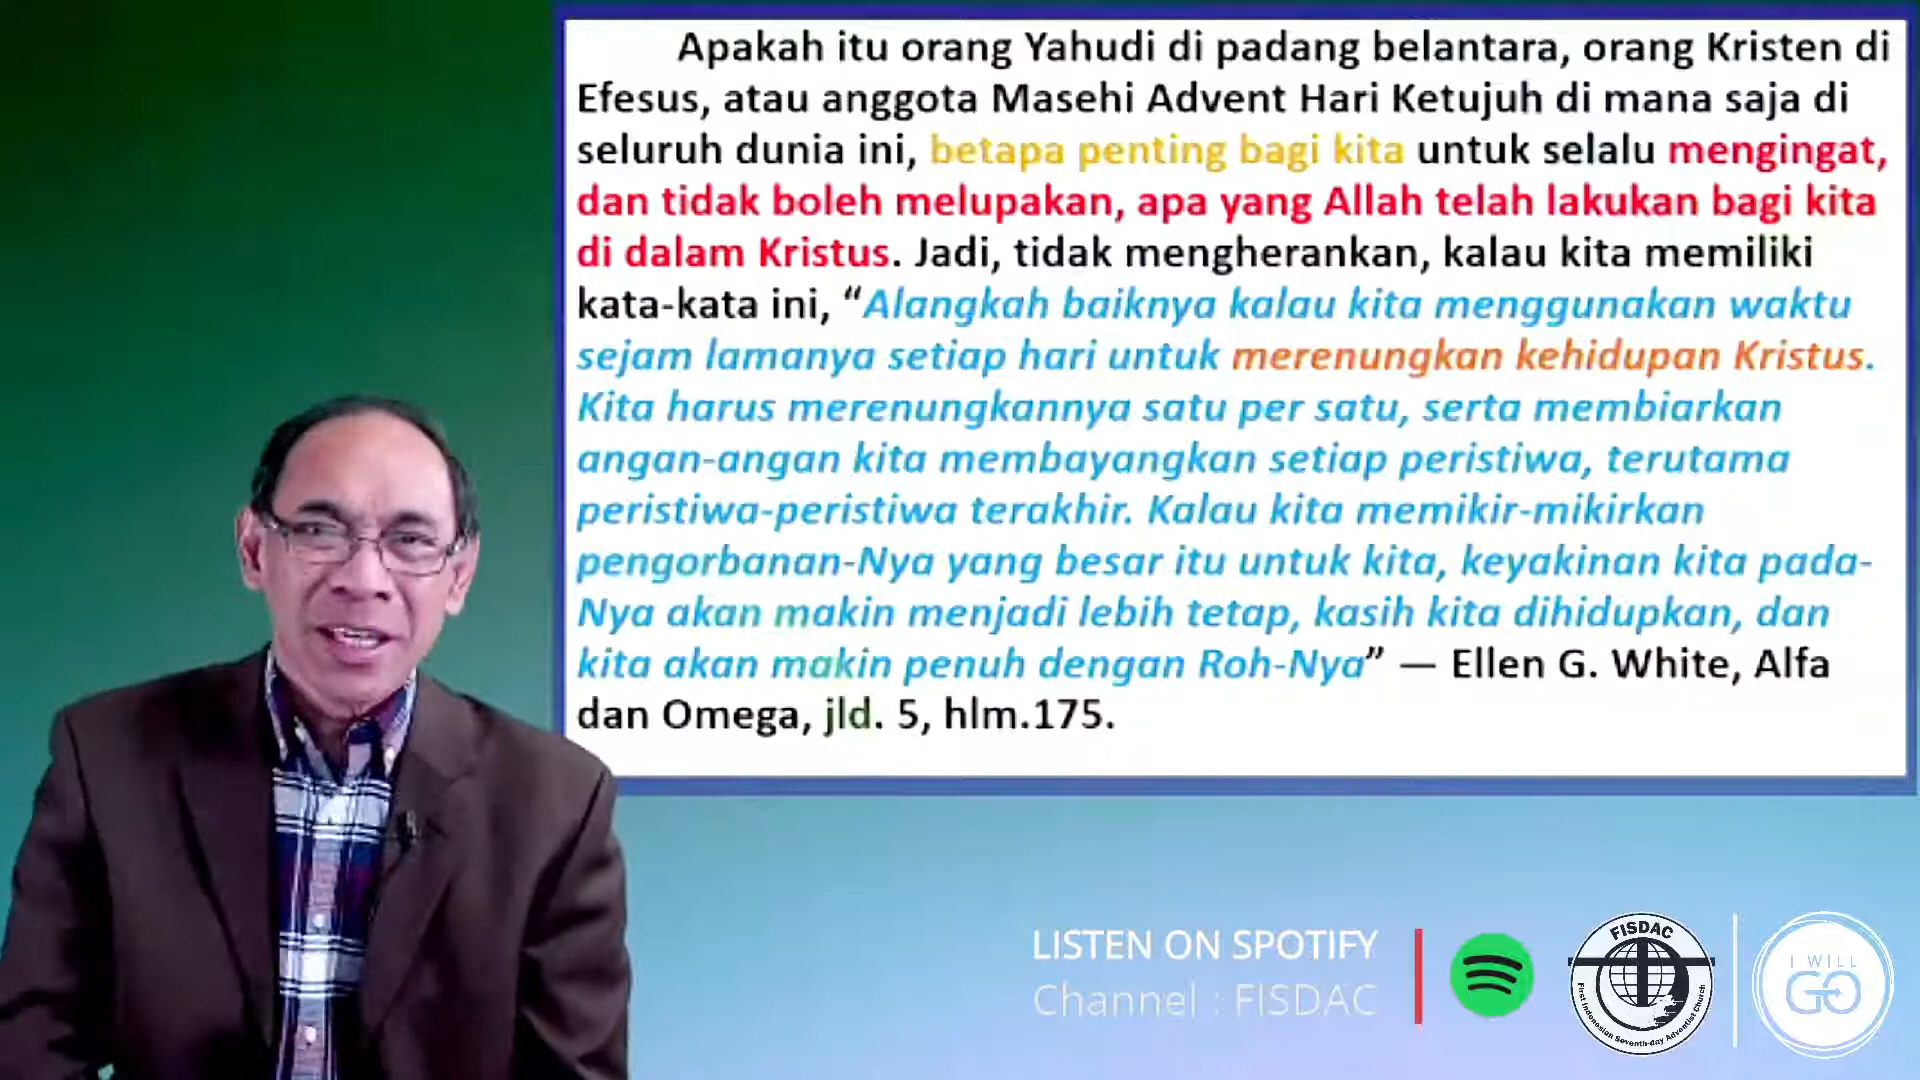 Apakah itu orang Yahudi di padang belantara, orang Kristen di
Efesus, atau anggota Masehi Advent Hari Ketujuh di mana saja di
seluruh dunia ini, betapa penting bagi kita untuk selalu mengingat,
dan tidak boleh melupakan, apa yang Allah telah lakukan bagi kita
di dalam Kristus. Jadi, tidak mengherankan, kalau kita memiliki
kata-kata ini, “Alangkah baiknya kalau kita menggunakan waktu
sejam lamanya setiap hari untuk merenungkan kehidupan Kristus.
Kita harus merenungkannya satu per satu, serta membiarkan
angan-angan kita membayangkan setiap peristiwa, terutama
peristiwa-peristiwa terakhir. Kalau kita memikir-mikirkan
pengorbanan-Nya yang besar itu untuk kita, keyakinan kita pada-
Nya akan makin menjadi lebih tetap, kasih kita dihidupkan, dan
kita akan makin penuh dengan Roh-Nya” — Ellen G. White, Alfa
dan Omega, jld. 5, hlm.175.
LISTEN ON SPOTIFY
Channel : FISDAC
FISDAC
First Indonesian Seventh-day Adventist Church
I WILL
GO